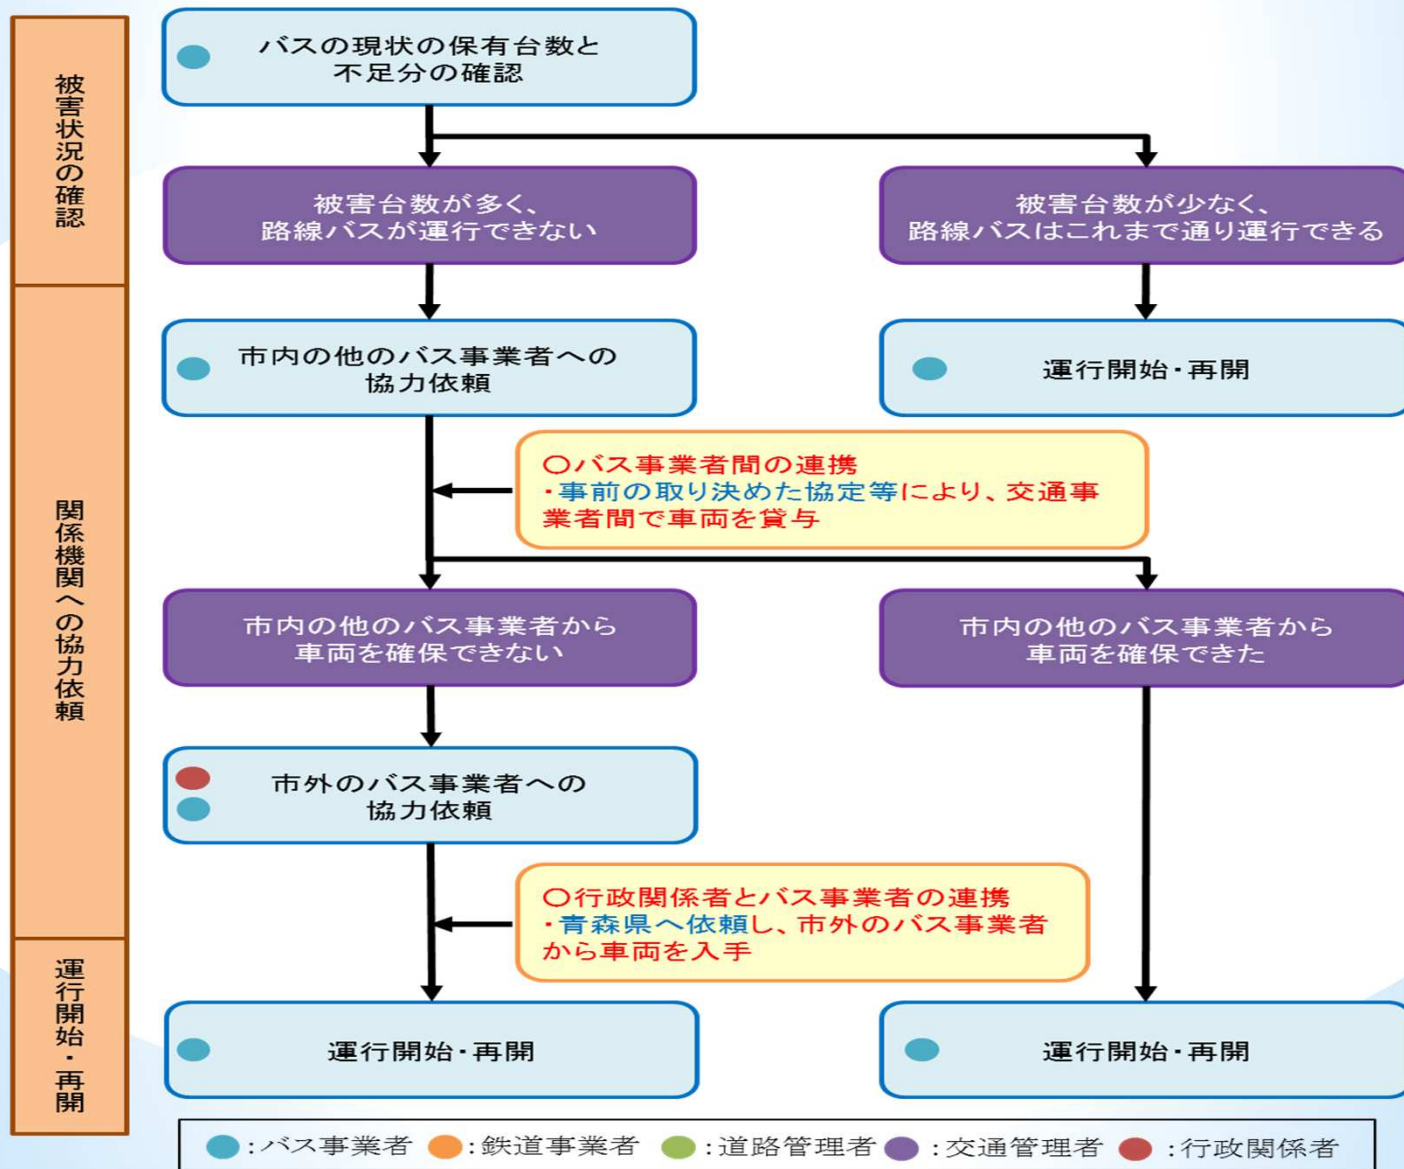 被害状況の確認
バスの現状の保有台数と
不足分の確認
被害台数が多く、
路線バスが運行できない
被害台数が少なく、
路線バスはこれまで通り運行できる
関係機関への協力依頼
市内の他のバス事業者への
協力依頼
運行開始・再開
〇バス事業者間の連携
・事前の取り決めた協定等により、交通事
業者間で車両を貸与
市内の他のバス事業者から
車両を確保できない
市内の他のバス事業者から
車両を確保できた
市外のバス事業者への
協力依頼
〇行政関係者とバス事業者の連携
・青森県へ依頼し、市外のバス事業者
から車両を入手
運行開始・再開
運行開始・再開
運行開始・再開
:バス事業者 :鉄道事業者 :道路管理者 :交通管理者 :行政関係者